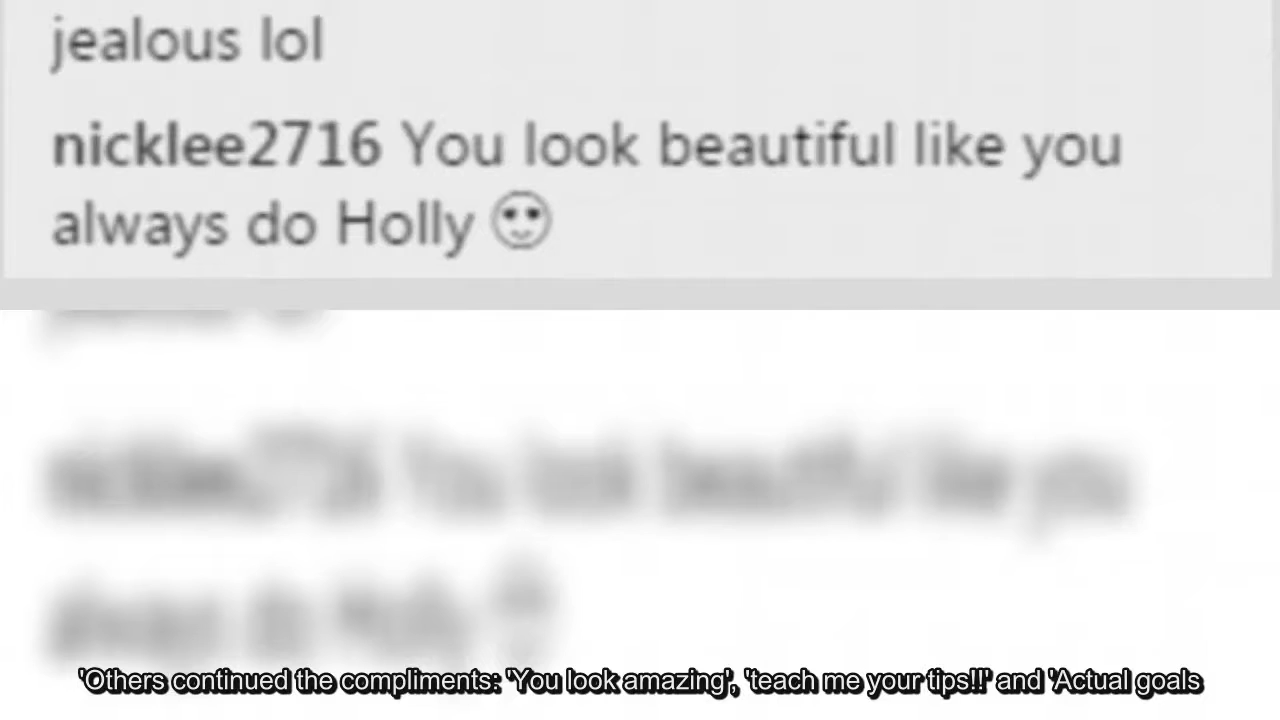 jealous lol
nicklee2716 You look beautiful like you
always do Holly 😍
'Others continued the compliments: 'You look amazing', 'teach me your tips!!' and 'Actual goals